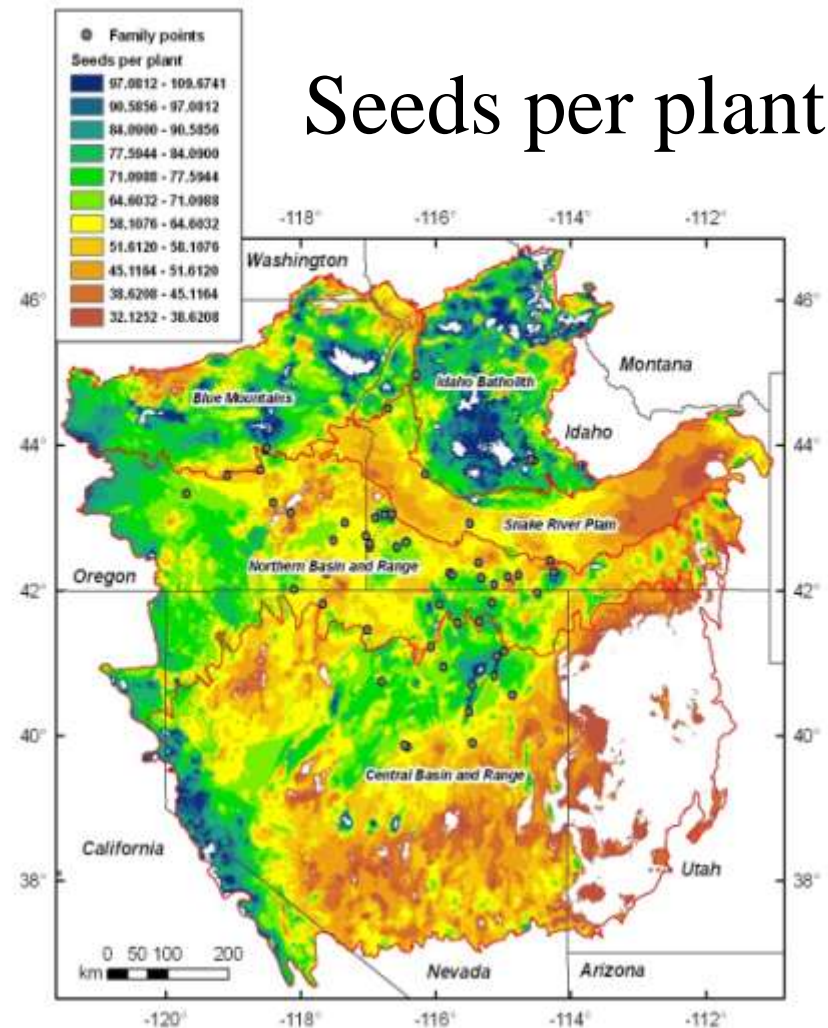 Seeds per plant
Family points
Seeds per plant
97.0812 - 109.6741
90.5856 - 97.0812
84.0900 - 90.5856
77.5944 - 84.0900
71.0988 - 77.5944
64.6032 - 71.0988
58.1076 - 64.6032
51.6120 - 58.1076
45.1164 - 51.6120
38.6208 - 45.1164
32.1252 - 38.6208
-118° -116° -114° -112°
Washington
46° 46°
Montana
Idaho Batholith
Blue Mountains
Idaho
44° 44°
Snake River Plain
Northern Basin and Range
Oregon
42° 42°
40° 40°
Central Basin and Range
California
Utah
38° 38°
0 50 100 200
km
Nevada Arizona
-120° -118° -116° -114° -112°